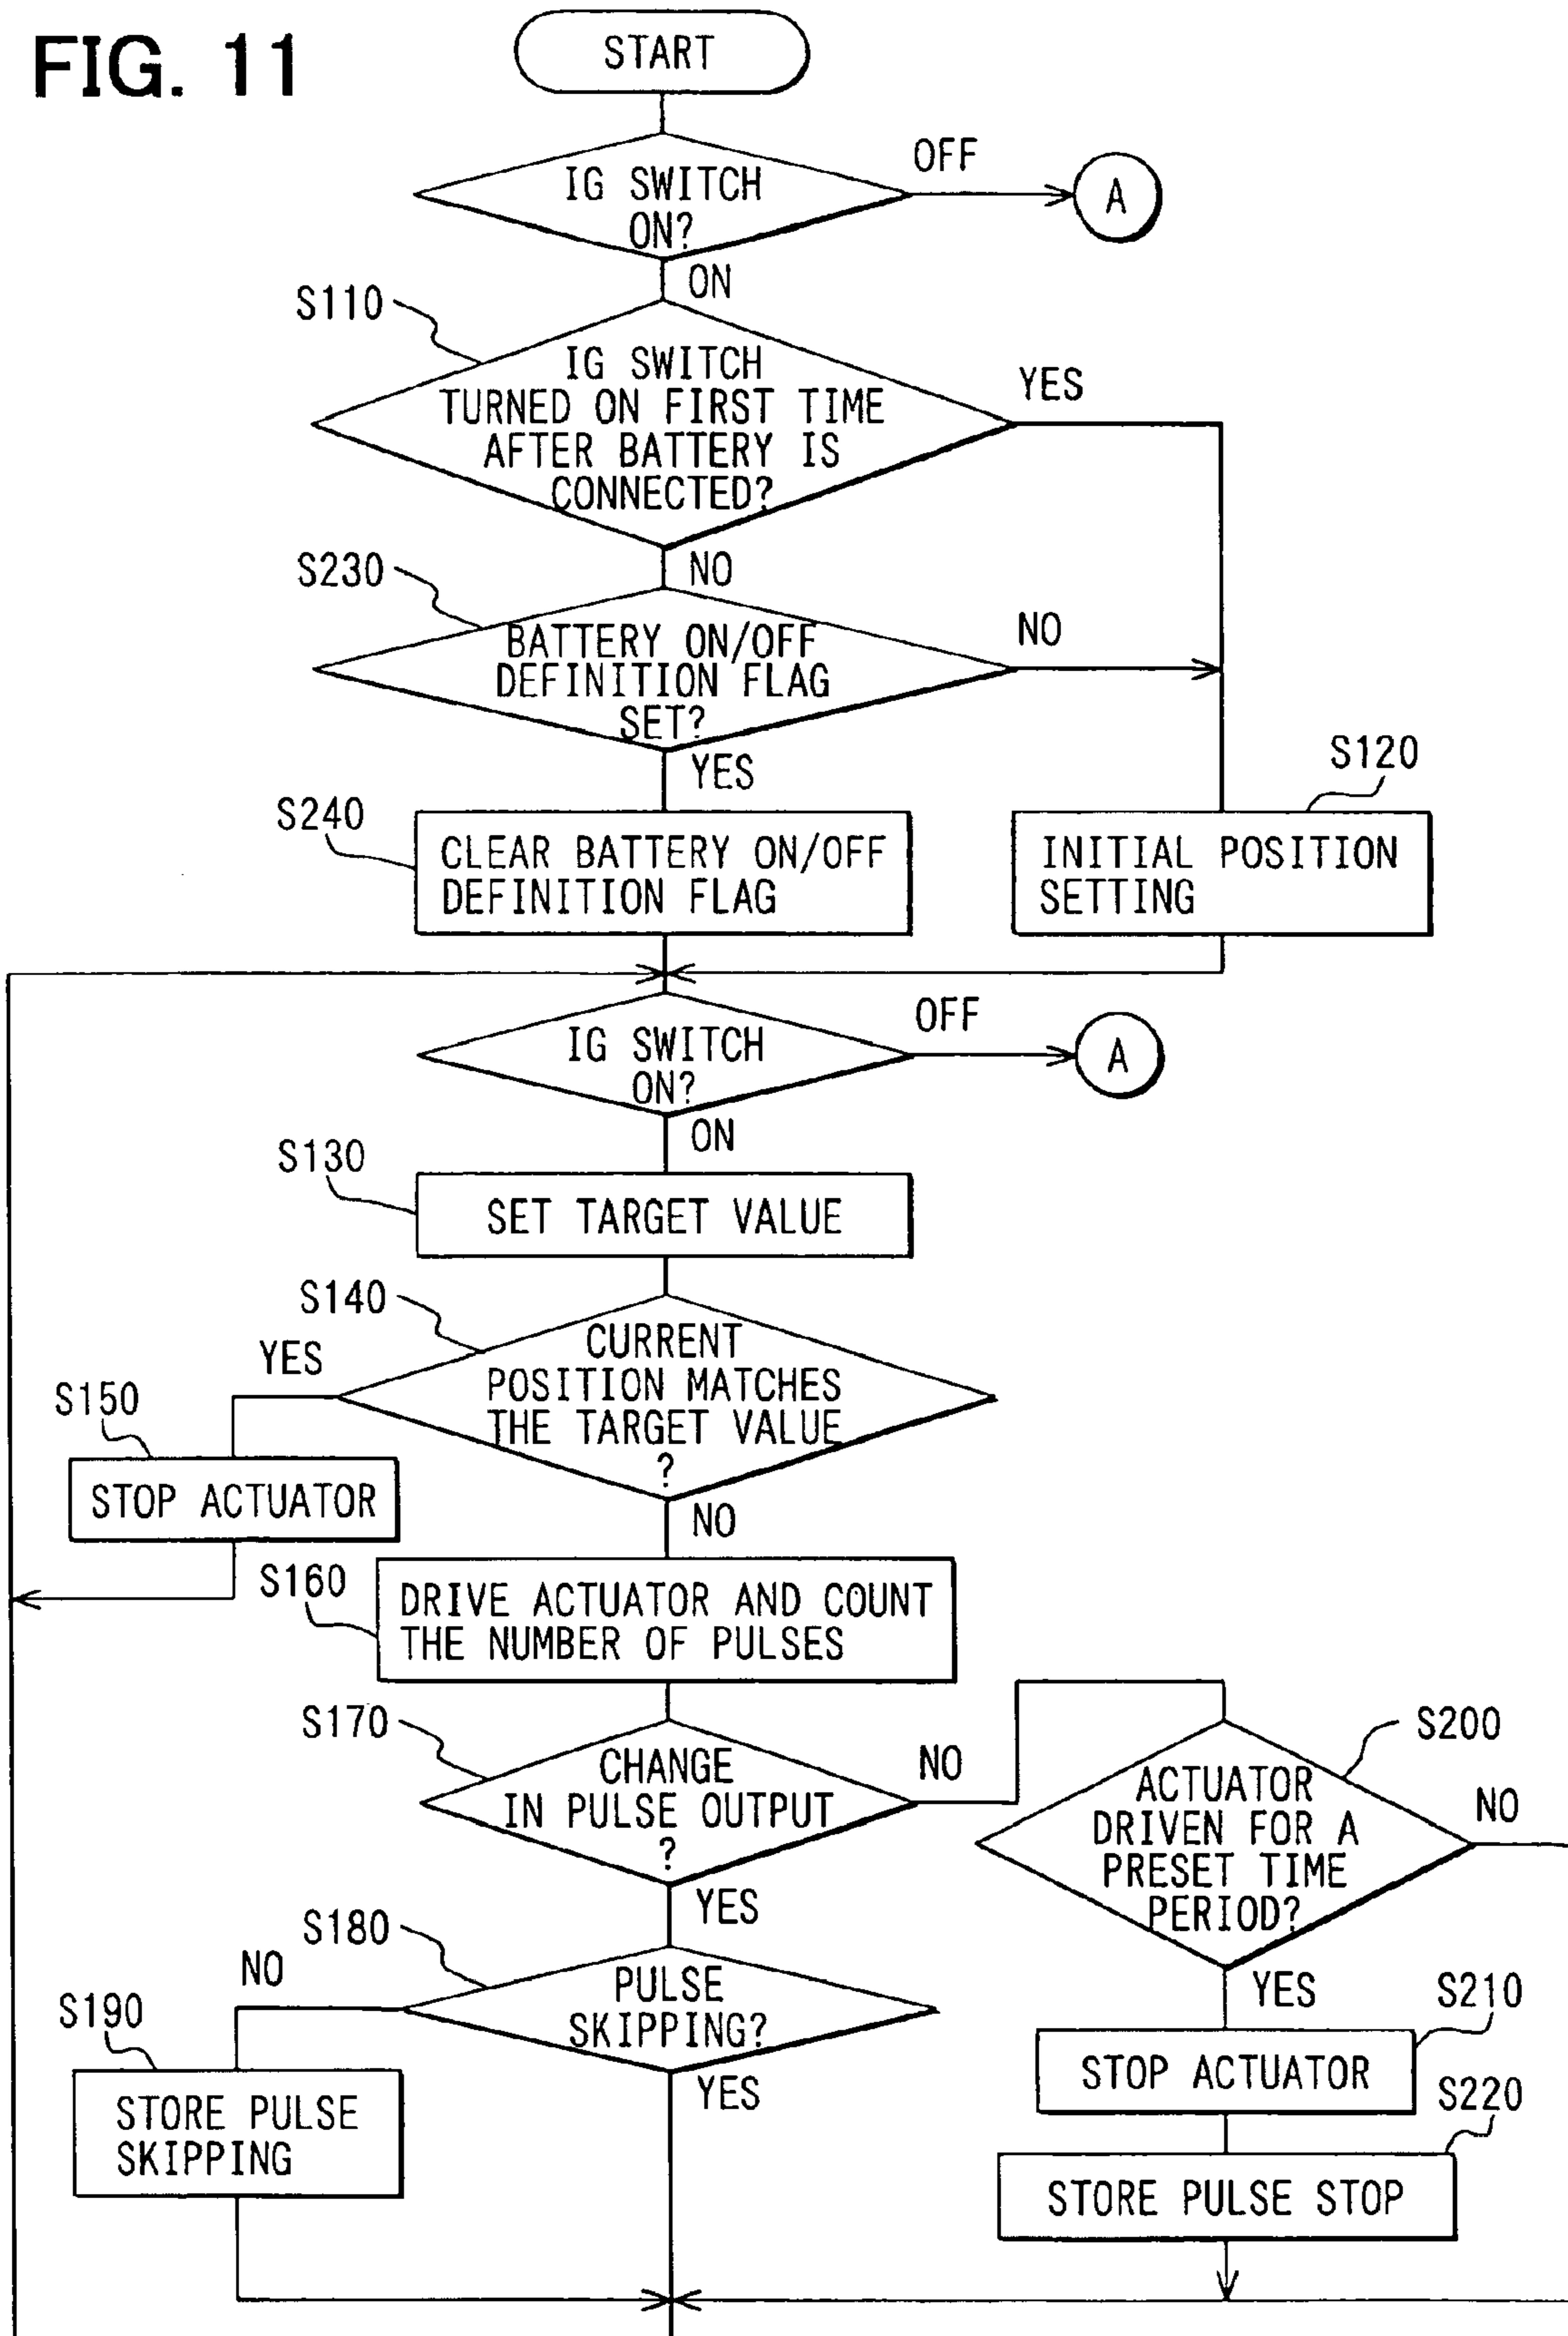 FIG. 11
START
IG SWITCH
ON?
OFF
A
ON
S110
IG SWITCH
TURNED ON FIRST TIME
AFTER BATTERY IS
CONNECTED?
YES
NO
S230
BATTERY ON/OFF
DEFINITION FLAG
SET?
NO
YES
S240
CLEAR BATTERY ON/OFF
DEFINITION FLAG
S120
INITIAL POSITION
SETTING
IG SWITCH
ON?
OFF
A
ON
S130
SET TARGET VALUE
S140
CURRENT
POSITION MATCHES
THE TARGET VALUE
?
YES
S150
STOP ACTUATOR
NO
S160
DRIVE ACTUATOR AND COUNT
THE NUMBER OF PULSES
S170
CHANGE
IN PULSE OUTPUT
?
NO
S200
ACTUATOR
DRIVEN FOR A
PRESET TIME
PERIOD?
NO
YES
S180
PULSE
SKIPPING?
NO
S190
STORE PULSE
SKIPPING
YES
YES
S210
STOP ACTUATOR
S220
STORE PULSE STOP